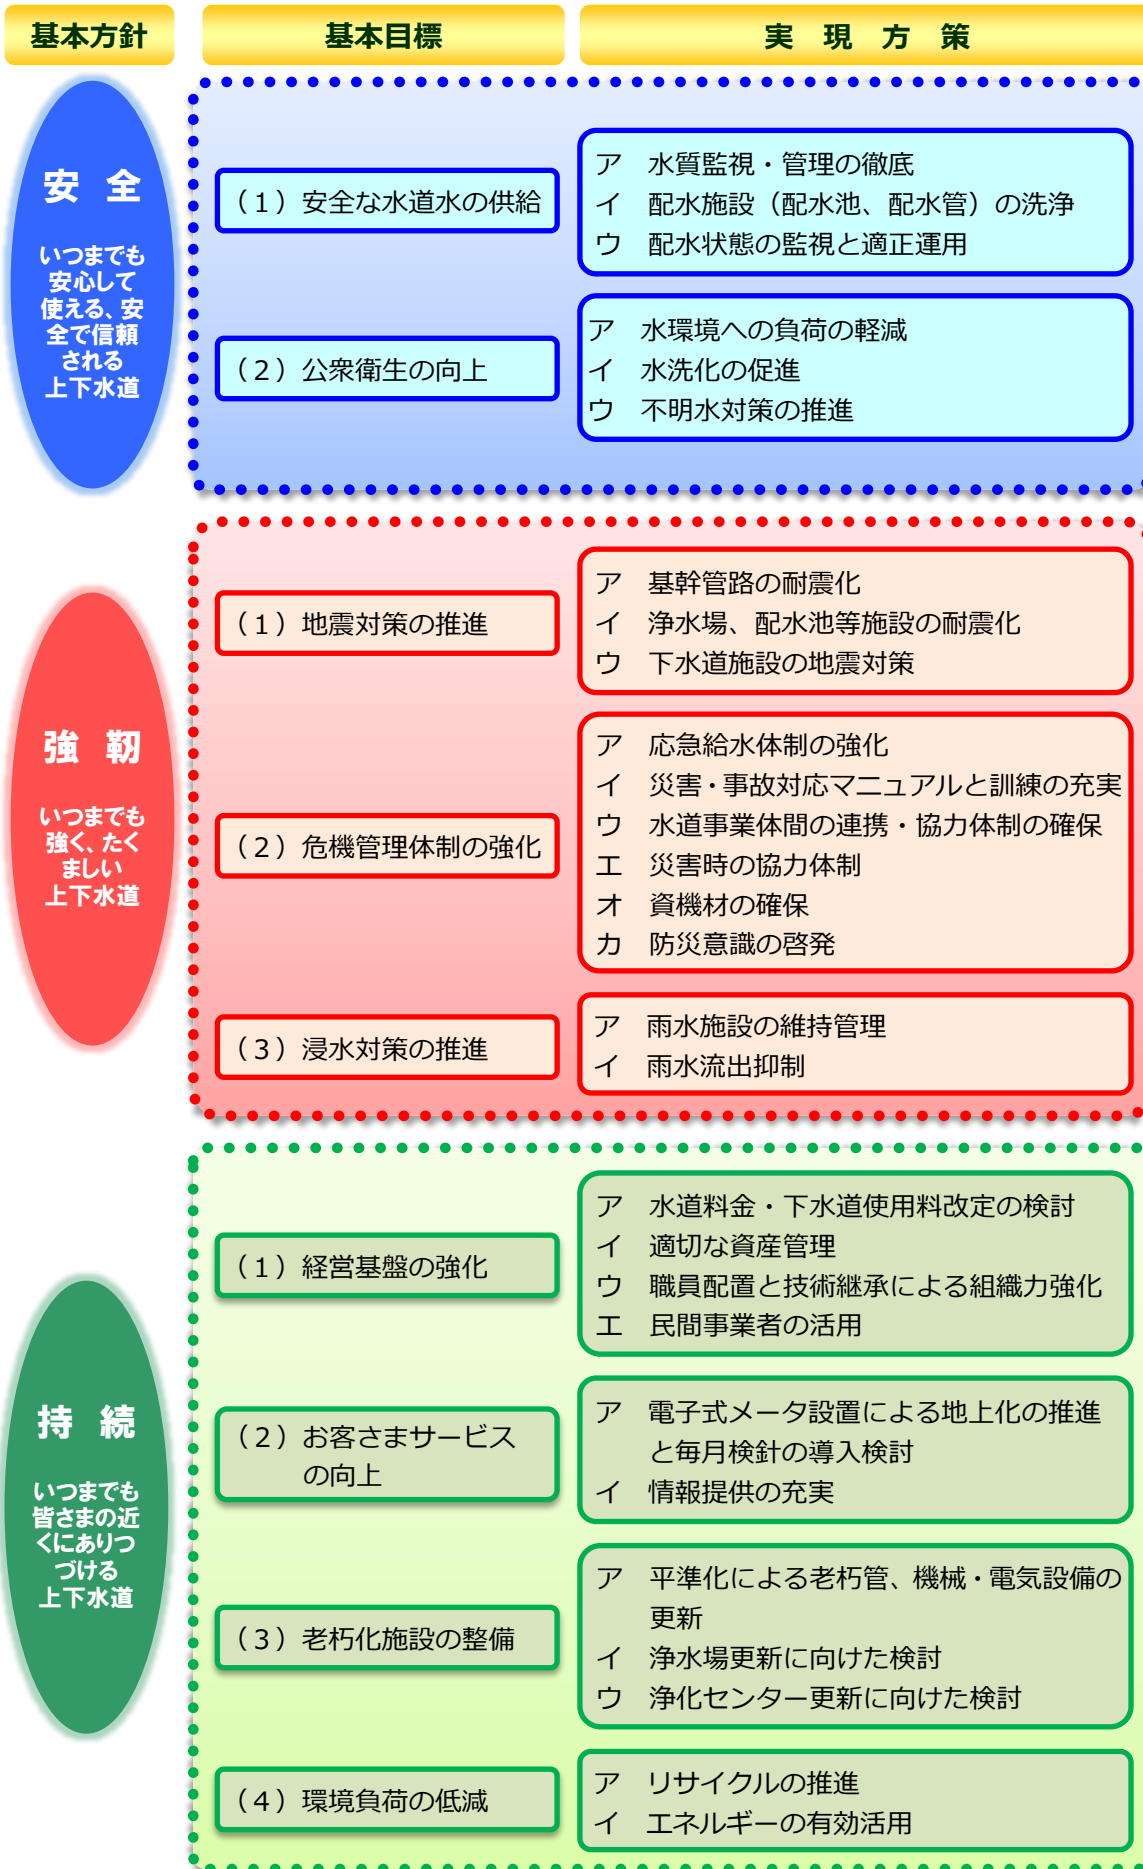 基本方針
基本目標
実現方策
安全
いつまでも
安心して
使える、安
全で信頼
される
上下水道
（１）安全な水道水の供給
ア　水質監視・管理の徹底
イ　配水施設（配水池、配水管）の洗浄
ウ　配水状態の監視と適正運用
（２）公衆衛生の向上
ア　水環境への負荷の軽減
イ　水洗化の促進
ウ　不明水対策の推進
強靭
いつまでも
強く、たく
ましい
上下水道
（１）地震対策の推進
ア　基幹管路の耐震化
イ　浄水場、配水池等施設の耐震化
ウ　下水道施設の地震対策
（２）危機管理体制の強化
ア　応急給水体制の強化
イ　災害・事故対応マニュアルと訓練の充実
ウ　水道事業体間の連携・協力体制の確保
エ　災害時の協力体制
オ　資機材の確保
カ　防災意識の啓発
（３）浸水対策の推進
ア　雨水施設の維持管理
イ　雨水流出抑制
持続
いつまでも
皆さまの近
くにありつ
づける
上下水道
（１）経営基盤の強化
ア　水道料金・下水道使用料改定の検討
イ　適切な資産管理
ウ　職員配置と技術継承による組織力強化
エ　民間事業者の活用
（２）お客さまサービス
の向上
ア　電子式メータ設置による地上化の推進
と毎月検針の導入検討
イ　情報提供の充実
（３）老朽化施設の整備
ア　平準化による老朽管、機械・電気設備の
更新
イ　浄水場更新に向けた検討
ウ　浄化センター更新に向けた検討
（４）環境負荷の低減
ア　リサイクルの推進
イ　エネルギーの有効活用